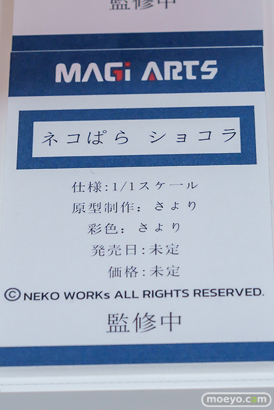 監修中
MAGi ARTS
ネコぱら ショコラ
仕様:1/1スケール
原型制作: さより
彩色: さより
発売日:未定
価格:未定
©NEKO WORKs ALL RIGHTS RESERVED.
監修中
moeyo.com